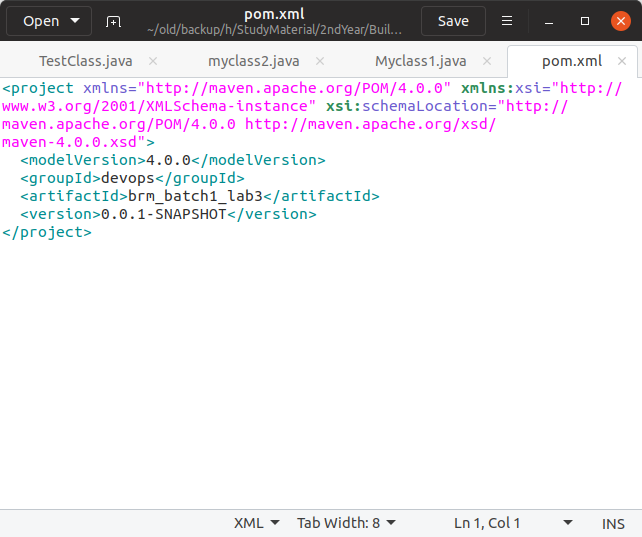 Open
pom.xml
~/old/backup/h/StudyMaterial/2ndYear/Buil...
Save
TestClass.java
myclass2.java
Myclass1.java
pom.xml
<project xmlns="http://maven.apache.org/POM/4.0.0" xmlns:xsi="http://
www.w3.org/2001/XMLSchema-instance" xsi:schemaLocation="http://
maven.apache.org/POM/4.0.0 http://maven.apache.org/xsd/
maven-4.0.0.xsd">
  <modelVersion>4.0.0</modelVersion>
  <groupId>devops</groupId>
  <artifactId>brm_batch1_lab3</artifactId>
  <version>0.0.1-SNAPSHOT</version>
</project>
XML
Tab Width: 8
Ln 1, Col 1
INS